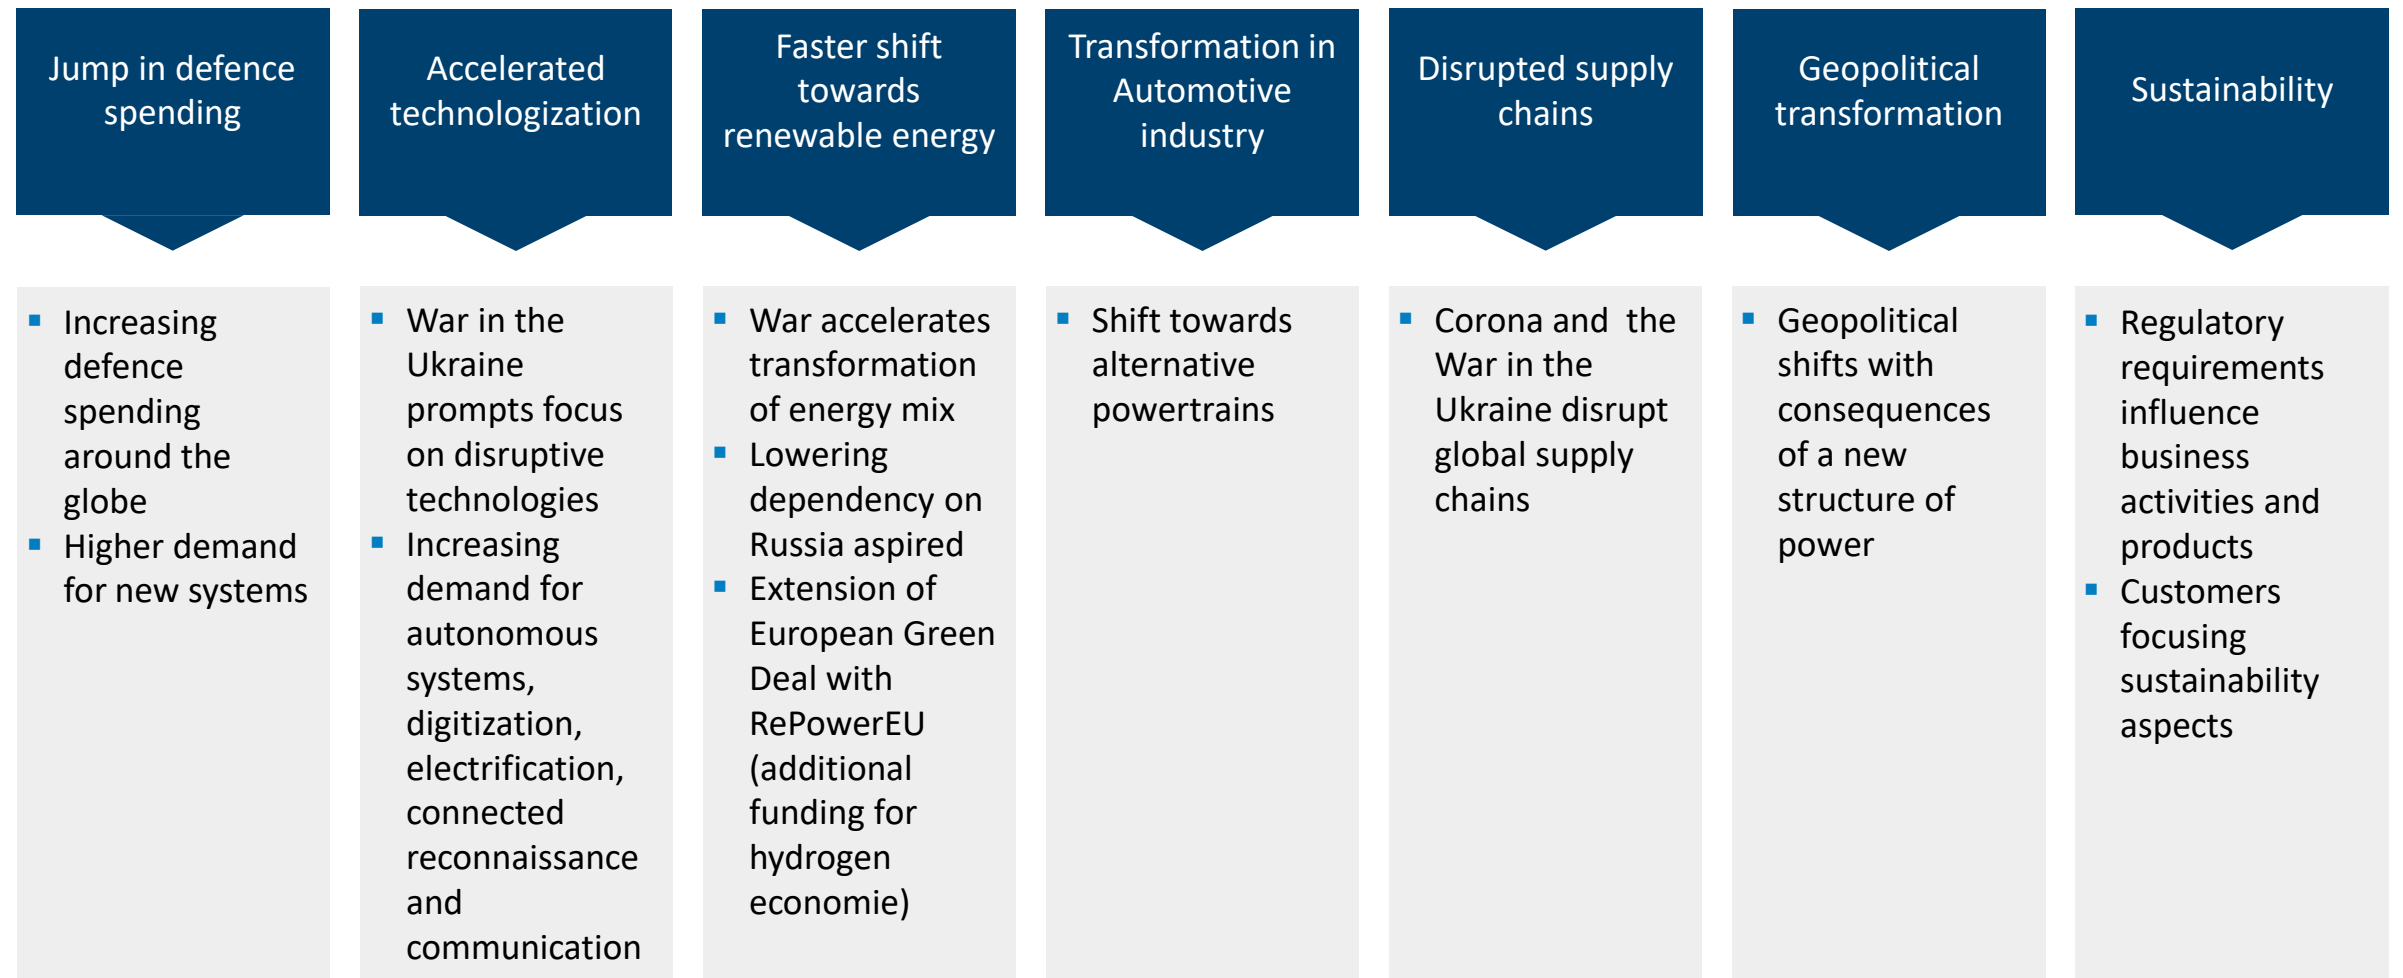 Jump in defence
spending
Accelerated
technologization
Faster shift
towards
renewable energy
Transformation in
Automotive
industry
Disrupted supply
chains
Geopolitical
transformation
Sustainability
▪ Increasing
defence
spending
around the
globe
▪ Higher demand
for new systems
▪ War in the
Ukraine
prompts focus
on disruptive
technologies
▪ Increasing
demand for
autonomous
systems,
digitization,
electrification,
connected
reconnaissance
and
communication
▪ War accelerates
transformation
of energy mix
▪ Lowering
dependency on
Russia aspired
▪ Extension of
European Green
Deal with
RePowerEU
(additional
funding for
hydrogen
economie)
▪ Shift towards
alternative
powertrains
▪ Corona and  the
War in the
Ukraine disrupt
global supply
chains
▪ Geopolitical
shifts with
consequences
of a new
structure of
power
▪ Regulatory
requirements
influence
business
activities and
products
▪ Customers
focusing
sustainability
aspects